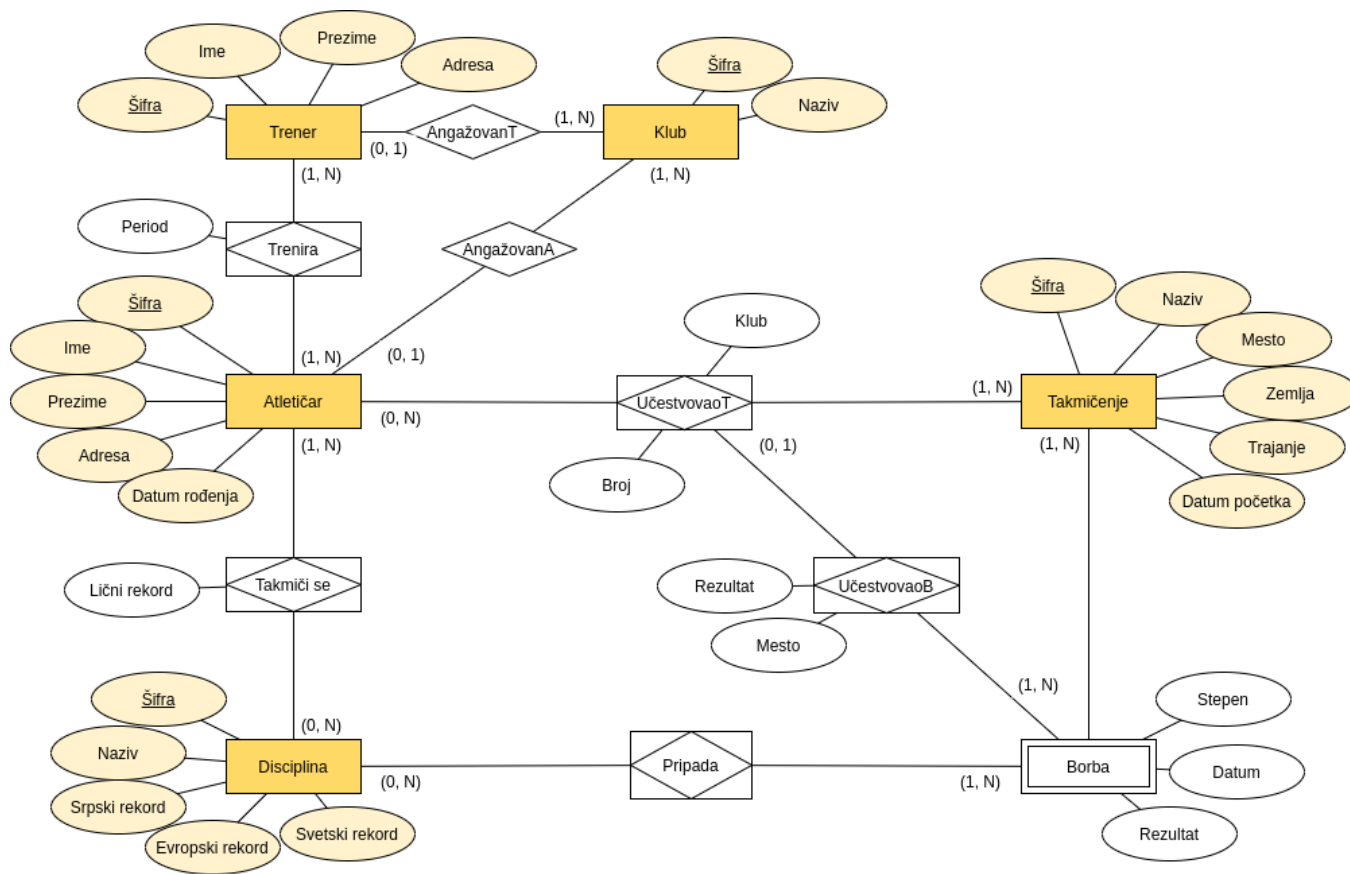 Prezime
Ime
Adresa
Šifra
Trener
AngažovanT
(0, 1)
(1, N)
Klub
Šifra
Naziv
(1, N)
(1, N)
Period
Trenira
AngažovanA
Šifra
Ime
Prezime
Adresa
Datum rođenja
(1, N)
(0, 1)
Atletičar
(0, N)
(1, N)
Klub
UčestvovaoT
Broj
(0, 1)
(1, N)
Takmičenje
(1, N)
Šifra
Naziv
Mesto
Zemlja
Trajanje
Datum početka
Lični rekord
Takmiči se
Rezultat
UčestvovaoB
Mesto
(1, N)
Šifra
Naziv
Srpski rekord
Evropski rekord
Svetski rekord
(0, N)
Disciplina
(0, N)
Pripada
(1, N)
Borba
Stepen
Datum
Rezultat